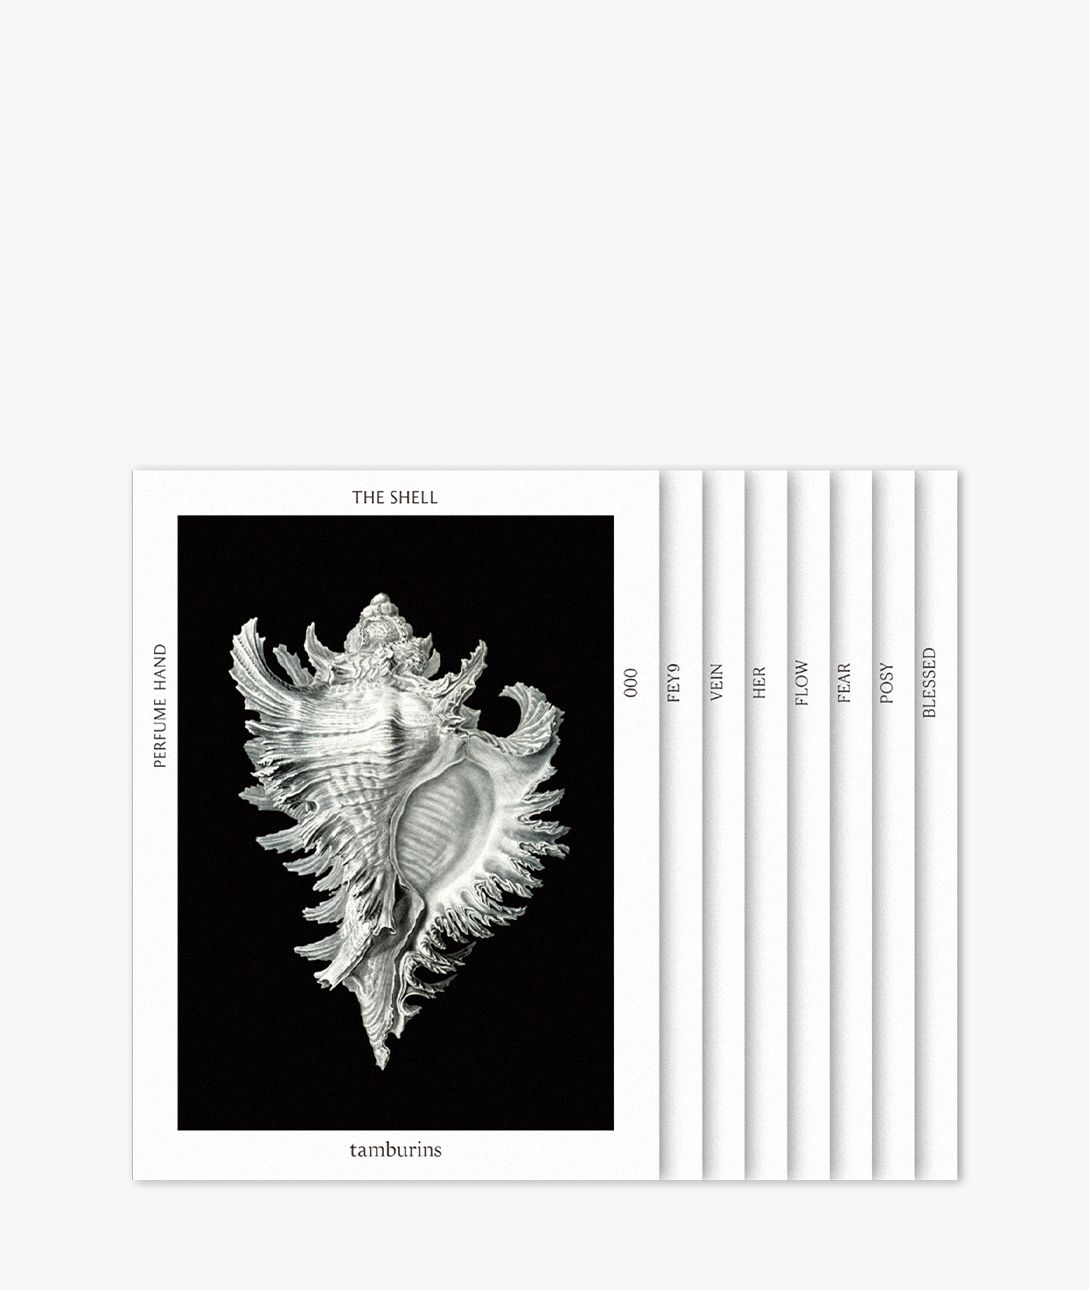 THE SHELL
PERFUME HAND
000
FEY9
VEIN
HER
FLOW
FEAR
POSY
BLESSED
tamburins